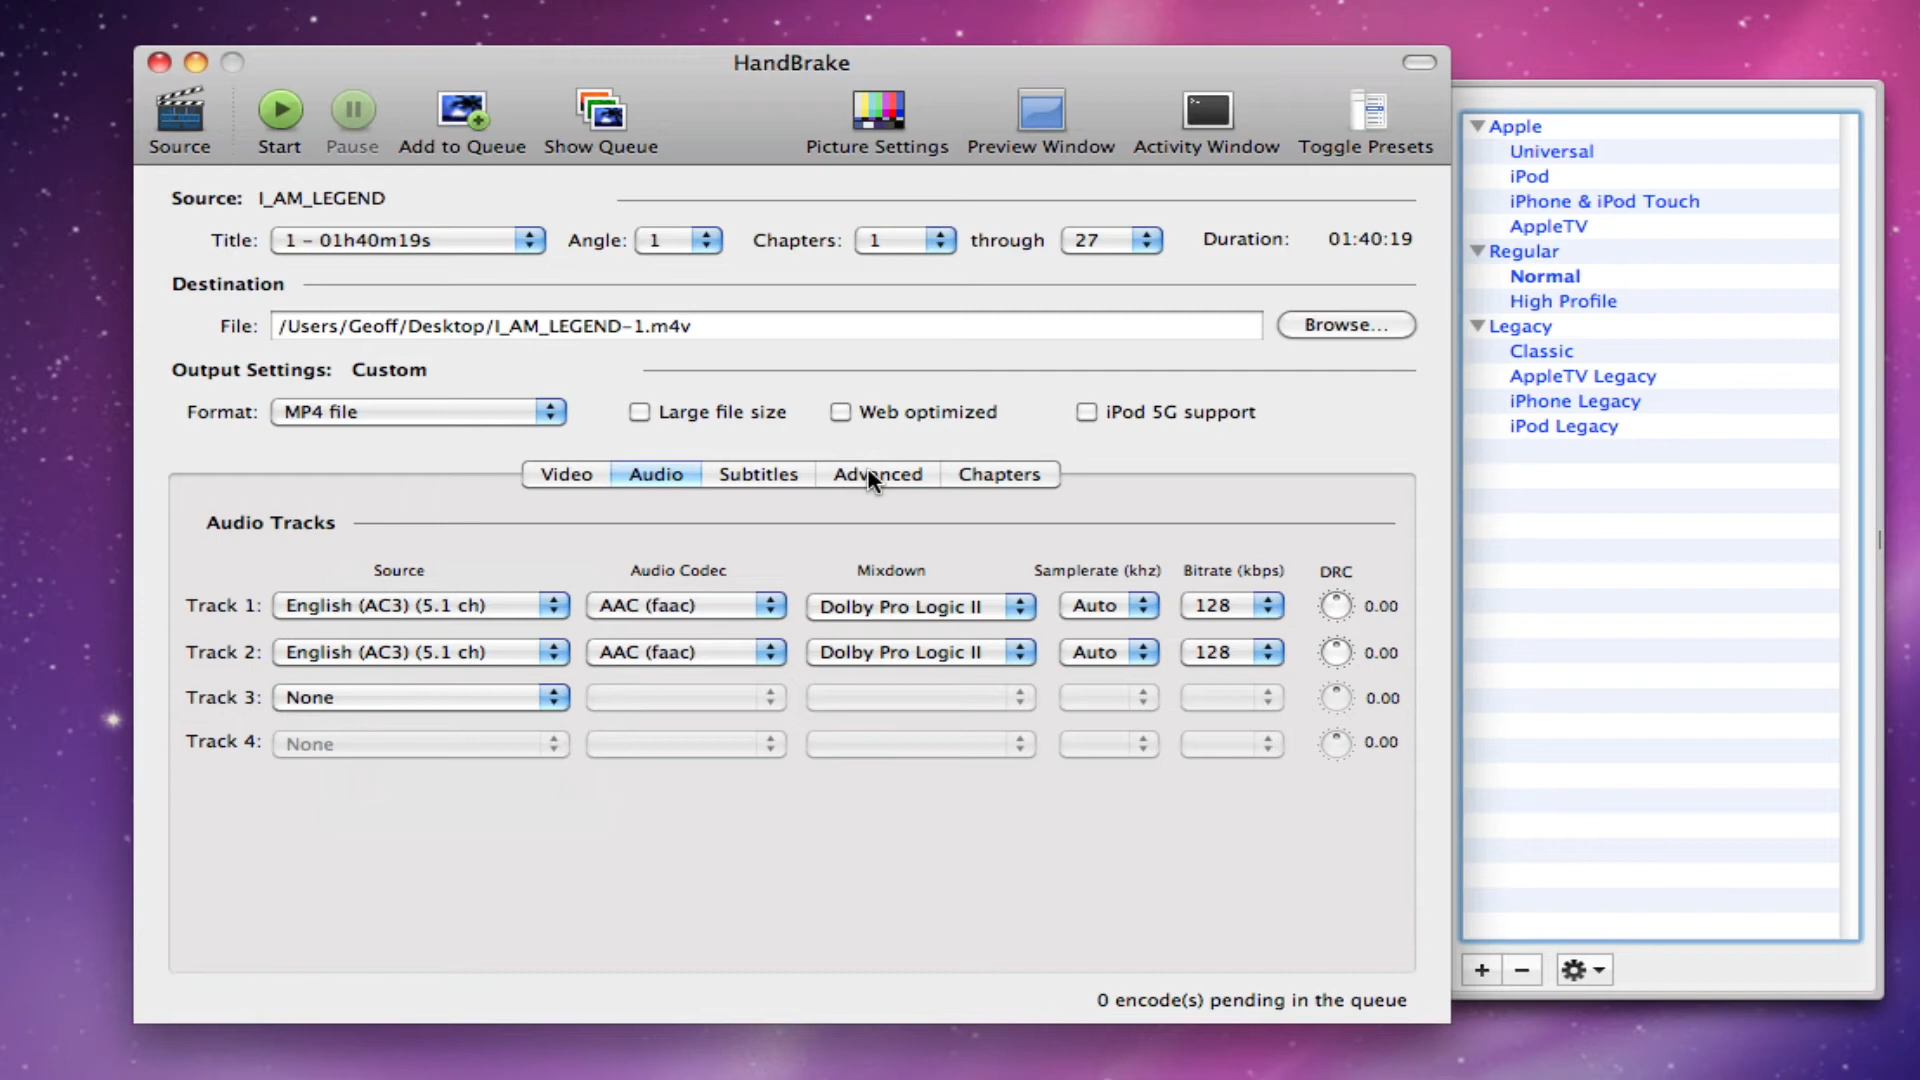 HandBrake
Source Start Pause Add to Queue Show Queue Picture Settings Preview Window Activity Window Toggle Presets
Source: I_AM_LEGEND
Title: 1 - 01h40m19s Angle: 1 Chapters: 1 through 27 Duration: 01:40:19
Destination
File: /Users/Geoff/Desktop/I_AM_LEGEND-1.m4v Browse...
Output Settings: Custom
Format: MP4 file Large file size Web optimized iPod 5G support
Video Audio Subtitles Advanced Chapters
Audio Tracks
Source Audio Codec Mixdown Samplerate (khz) Bitrate (kbps) DRC
Track 1: English (AC3) (5.1 ch) AAC (faac) Dolby Pro Logic II Auto 128 0.00
Track 2: English (AC3) (5.1 ch) AAC (faac) Dolby Pro Logic II Auto 128 0.00
Track 3: None 0.00
Track 4: None 0.00
0 encode(s) pending in the queue
Apple
Universal
iPod
iPhone & iPod Touch
AppleTV
Regular
Normal
High Profile
Legacy
Classic
AppleTV Legacy
iPhone Legacy
iPod Legacy